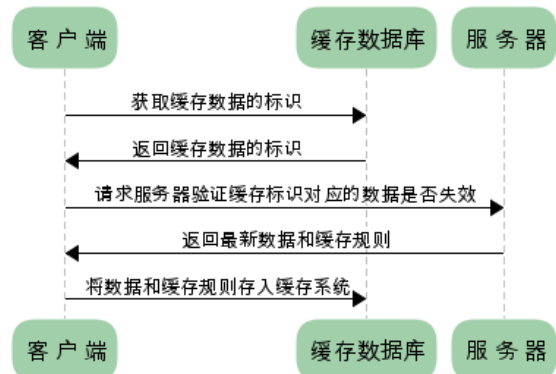 客户端
缓存数据库
服务器
获取缓存数据的标识
返回缓存数据的标识
请求服务器验证缓存标识对应的数据是否失效
返回最新数据和缓存规则
将数据和缓存规则存入缓存系统
客户端
缓存数据库
服务器